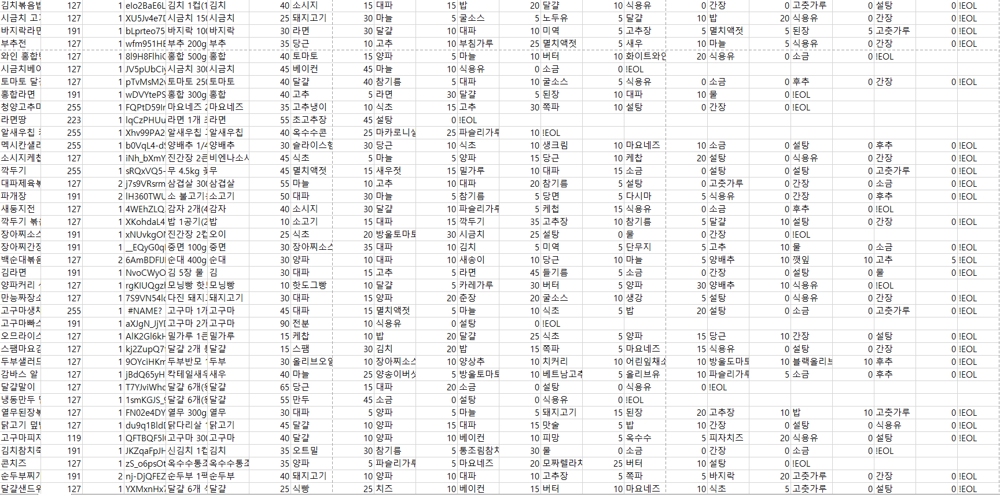 김치볶음밥 127 1 eIo2BaE6L 김치 1컵(1 김치 40 소시지 15 대파 15 밥 20 달걀 10 식용유 0 간장 0 고춧가루 0 설탕 0 !EOL
시금치 고 127 1 XU5Jv4e7D 시금치 150 시금치 25 돼지고기 30 마늘 5 굴소스 5 노두유 5 달걀 10 밥 20 식용유 0 간장 0 !EOL
바지락라면 191 1 bLprteo75 바지락 100 바지락 30 라면 30 달걀 10 대파 10 미역 5 고추장 5 멸치액젓 5 된장 5 고춧가루 0 !EOL
부추전 127 1 wfm951HE 부추 200g 부추 35 당근 10 고추 10 부침가루 25 멸치액젓 5 새우 10 마늘 5 식용유 0 간장 0 !EOL
와인 홍합 127 1 8l9H8FlhiC 홍합 500g 홍합 40 토마토 15 양파 5 마늘 10 버터 10 화이트와인 20 식용유 0 소금 0 !EOL
시금치베이 127 1 JV5pUbCiy 시금치 300 시금치 45 베이컨 45 마늘 10 식용유 0 소금 0 !EOL
토마토 달 127 1 pTvMsM2v 토마토 250 토마토 40 달걀 40 참기름 5 대파 10 굴소스 5 식용유 0 소금 0 후추 0 간장 0 !EOL
홍합라면 191 1 wDVYtePS 홍합 300g 홍합 40 고추 5 라면 30 달걀 5 된장 10 대파 10 물 0 !EOL
청양고추마 255 1 FQPtD59Ir 마요네즈 2 마요네즈 35 고추냉이 10 식초 15 고추 30 쪽파 10 설탕 0 간장 0 !EOL
라면땅 223 1 lqCzPHUu 라면 1개 라면 55 초고추장 45 설탕 0 !EOL
알새우칩 255 1 Xhv99PA2 알새우칩 알새우칩 40 옥수수콘 25 마카로니 25 파슬리가루 10 !EOL
멕시칸샐러 255 1 b0VqL4-dS 양배추 1/4 양배추 30 슬라이스햄 30 당근 10 식초 10 생크림 10 마요네즈 10 소금 0 설탕 0 후추 0 !EOL
소시지케첩 127 1 iNh_bXmY 진간장 2큰 비엔나소시 45 식초 5 마늘 5 양파 15 당근 10 케찹 20 설탕 0 식용유 0 간장 0 !EOL
깍두기 255 1 sRQxVQ5- 무 4.5kg 무 45 멸치액젓 15 새우젓 15 밀가루 10 대파 15 소금 0 설탕 0 설탕 0 고춧가루 0 !EOL
대파제육볶 127 2 j7s9VRsrm 삼겹살 300 삼겹살 55 마늘 10 고추 10 대파 20 참기름 5 설탕 0 고춧가루 0 간장 0 소금 0 !EOL
파개장 191 2 lH360TWU 소 불고기 소고기 50 대파 30 마늘 5 참기름 5 당면 5 다시마 5 식용유 0 간장 0 후추 0 !EOL
새둥지전 127 1 4WEhZLQ 감자 2개(4 감자 40 소시지 30 달걀 10 파슬리가루 5 케첩 15 식용유 0 소금 0 후추 0 !EOL
깍두기 볶 127 1 XKohdaL4 밥 1공기(2 밥 10 소고기 15 대파 15 깍두기 35 고추장 10 참기름 5 달걀 10 설탕 0 간장 0 !EOL
장아찌소스 191 1 xNUvkgOI 진간장 2컵 오이 25 식초 20 방울토마토 30 시금치 25 설탕 0 물 0 간장 0 !EOL
장아찌간장 191 1 __EQyG0q 중면 100g 중면 30 장아찌소스 35 대파 10 김치 5 미역 5 단무지 5 고추 10 물 0 소금 0 !EOL
백순대볶음 127 2 6AmBDFIJ 순대 400g 순대 30 양파 10 대파 10 새송이 10 당근 10 마늘 5 양배추 10 깻잎 10 고추 5 !EOL
김라면 191 1 NvoCWyO 김 5장 물 김 30 대파 15 고추 5 라면 45 들기름 5 소금 0 간장 0 설탕 0 물 0 !EOL
양파커리 127 1 rgKIUQgzl 모닝빵 핫 모닝빵 10 핫도그빵 10 달걀 5 카레가루 30 버터 5 양파 30 양배추 10 식용유 0 !EOL
만능짜장소 127 1 7S9VN54lc 다진 돼지 돼지고기 30 대파 15 양파 20 춘장 20 굴소스 10 생강 5 설탕 0 식용유 0 간장 0 !EOL
고구마생채 255 1 #NAME? 고구마 1개 고구마 45 대파 15 멸치액젓 5 마늘 10 식초 5 밥 20 설탕 0 소금 0 고춧가루 0 !EOL
고구마빠스 191 1 aXJgN_JjYl 고구마 2개 고구마 90 전분 10 식용유 0 설탕 0 !EOL
오므라이스 127 1 AlK2Gl6kH 밀가루 1큰 밀가루 15 케찹 10 밥 20 달걀 25 식초 5 양파 15 당근 10 간장 0 설탕 0 !EOL
스팸마요김 127 1 kj2ZupQ7 달걀 2개 달걀 15 스팸 30 김치 20 밥 15 쪽파 5 마요네즈 15 식용유 0 설탕 0 간장 0 !EOL
두부샐러드 127 1 9OYciHKm 두부반모 1 두부 30 올리브오일 10 장아찌소스 10 양상추 10 치커리 10 어린잎채소 10 방울도마토 10 블랙올리브 10 후추 0 !EOL
감바스 알 127 1 jBdQ65yH 칵테일새우 새우 40 마늘 25 양송이버섯 5 방울토마토 10 베트남고추 5 올리브유 10 파슬리가루 5 소금 0 후추 0 !EOL
달걀말이 127 1 T7YJviWhc 달걀 6개( 달걀 65 당근 15 대파 20 소금 0 설탕 0 식용유 0 !EOL
냉동만두 127 1 1smKGJS_9 달걀 6개( 달걀 55 만두 45 소금 0 설탕 0 식용유 0 !EOL
열무된장볶 127 1 FN02e4DY 열무 300g 열무 30 대파 5 양파 5 마늘 5 돼지고기 15 된장 20 고추장 10 밥 10 고춧가루 0 !EOL
닭고기 덮밥 127 1 du9q1Bld 닭다리살 닭고기 45 달걀 10 양파 15 대파 15 맛술 5 밥 10 간장 0 설탕 0 식용유 0 !EOL
고구마피자 119 1 QFTBQF5l 고구마 300 고구마 40 달걀 10 양파 10 베이컨 10 피망 5 옥수수 5 피자치즈 20 식용유 0 설탕 0 !EOL
김치참치죽 191 1 JKZqaFpJH 신김치 1컵 김치 35 오트밀 30 참기름 5 통조림참치 30 물 0 소금 0 간장 0 소금 0 !EOL
콘치즈 127 1 zS_o6psOt 옥수수통조 옥수수통조 35 양파 5 파슬리가루 5 마요네즈 20 모짜렐라치 25 버터 10 설탕 0 !EOL
순두부찌개 191 2 nj-DjQFEZ 순두부 1팩 순두부 40 돼지고기 10 양파 10 대파 10 고추장 5 쪽파 5 바지락 20 고춧가루 0 간장 0 !EOL
달걀샌드위 127 1 YXMxnHx7 달걀 6개 달걀 25 식빵 25 치즈 10 베이컨 15 버터 10 마요네즈 10 식초 5 고춧가루 0 설탕 0 !EOL